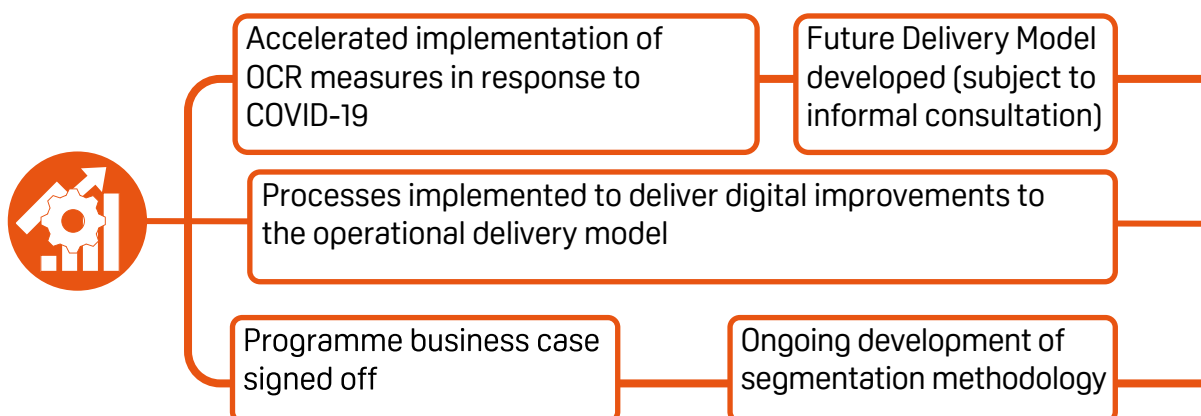 Accelerated implementation of
OCR measures in response to
COVID-19
Future Delivery Model
developed (subject to
informal consultation)
Processes implemented to deliver digital improvements to
the operational delivery model
Programme business case
signed off
Ongoing development of
segmentation methodology